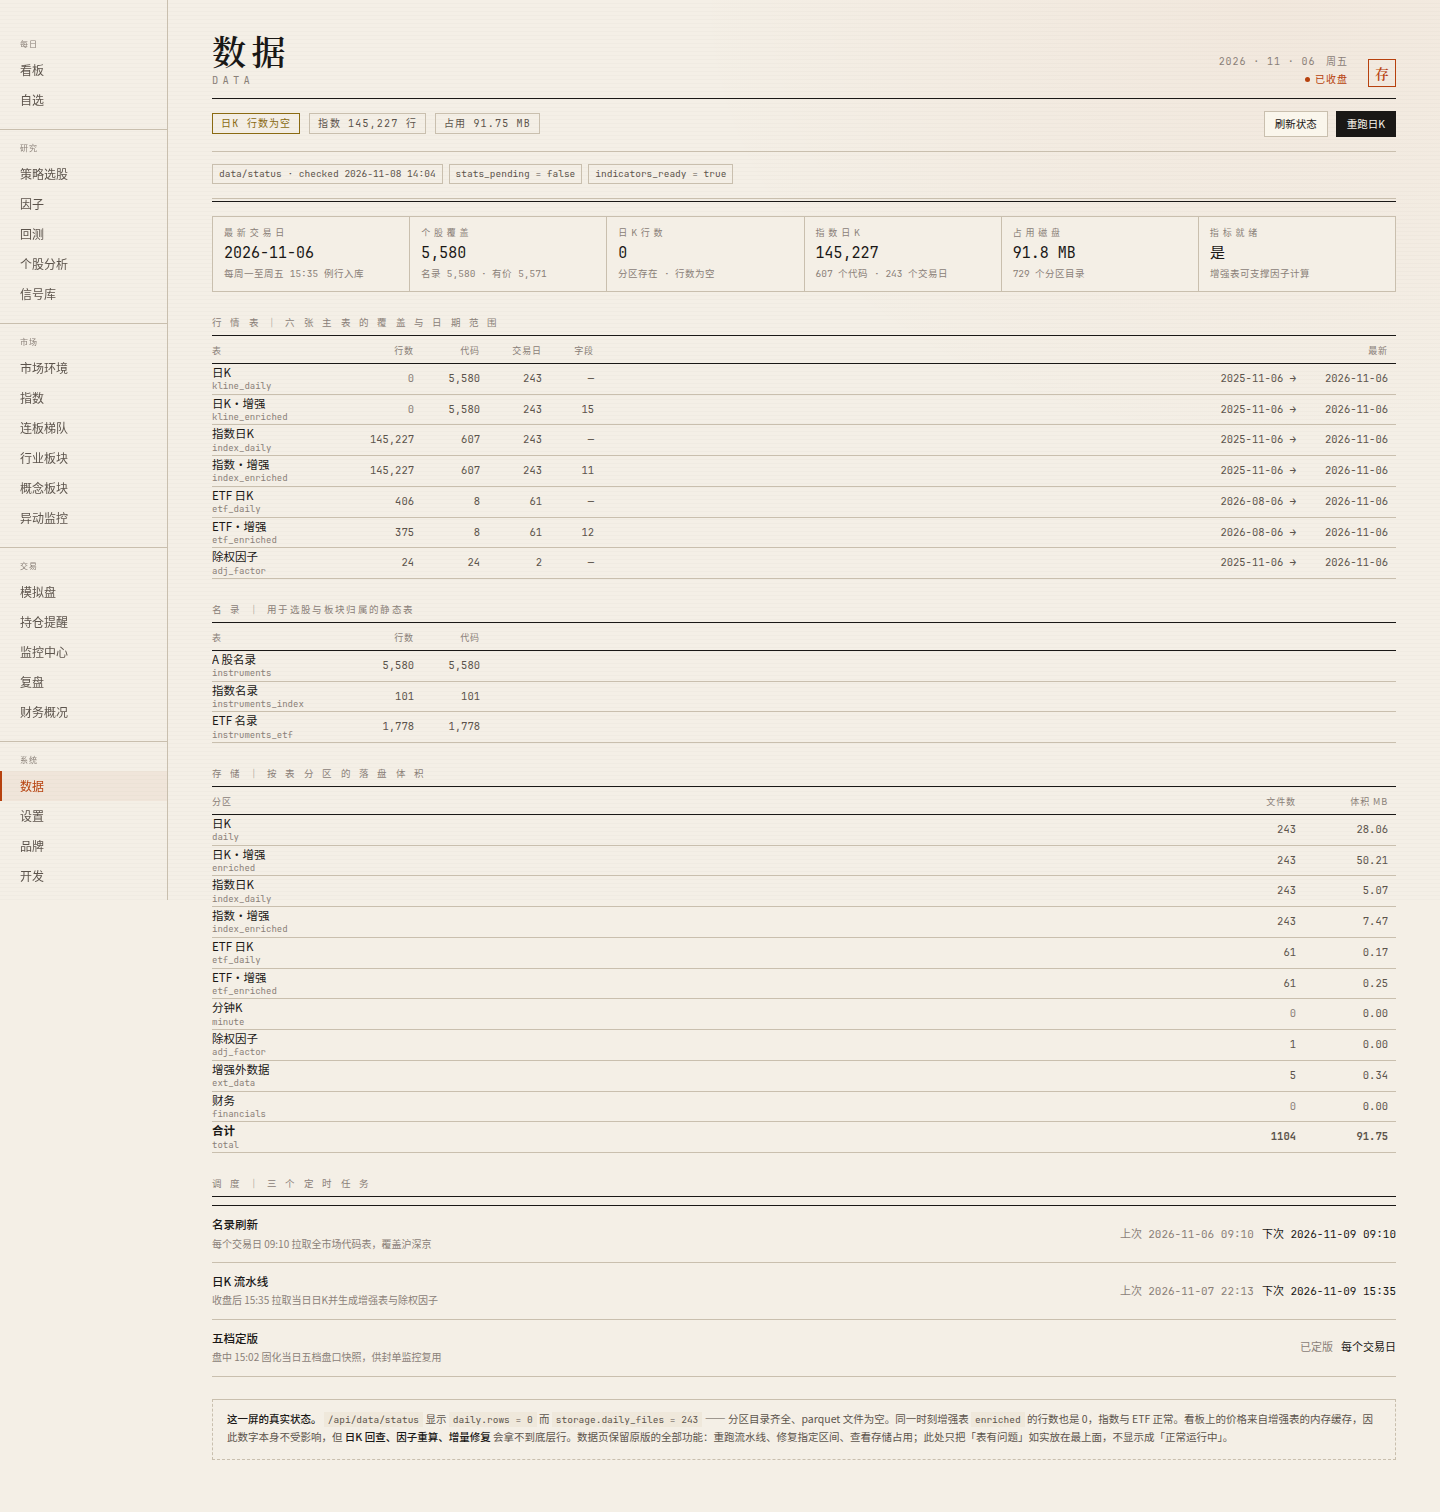 每日
看板
自选
研究
策略选股
因子
回测
个股分析
信号库
市场
市场环境
指数
连板梯队
行业板块
概念板块
异动监控
交易
模拟盘
持仓提醒
监控中心
复盘
财务概况
系统
数据
设置
品牌
开发
数据
DATA
2026 · 11 · 06 周五
已收盘
存
日K 行数为空 指数 145,227 行 占用 91.75 MB 刷新状态 重跑日K
data/status · checked 2026-11-08 14:04 stats_pending = false indicators_ready = true
最新交易日 个股覆盖 日K行数 指数日K 占用磁盘 指标就绪
2026-11-06 5,580 0 145,227 91.8 MB 是
每周一至周五 15:35 例行入库 名录 5,580 · 有价 5,571 分区存在 · 行数为空 607 个代码 · 243 个交易日 729 个分区目录 增强表可支撑因子计算
行情表 | 六张主表的覆盖与日期范围
表 行数 代码 交易日 字段 最新
日K 0 5,580 243 — 2025-11-06 → 2026-11-06
kline_daily
日K·增强 0 5,580 243 15 2025-11-06 → 2026-11-06
kline_enriched
指数日K 145,227 607 243 — 2025-11-06 → 2026-11-06
index_daily
指数·增强 145,227 607 243 11 2025-11-06 → 2026-11-06
index_enriched
ETF 日K 406 8 61 — 2026-08-06 → 2026-11-06
etf_daily
ETF·增强 375 8 61 12 2026-08-06 → 2026-11-06
etf_enriched
除权因子 24 24 2 — 2025-11-06 → 2026-11-06
adj_factor
名录 | 用于选股与板块归属的静态表
表 行数 代码
A 股名录 5,580 5,580
instruments
指数名录 101 101
instruments_index
ETF 名录 1,778 1,778
instruments_etf
存储 | 按表分区的落盘体积
分区 文件数 体积 MB
日K 243 28.06
daily
日K·增强 243 50.21
enriched
指数日K 243 5.07
index_daily
指数·增强 243 7.47
index_enriched
ETF 日K 61 0.17
etf_daily
ETF·增强 61 0.25
etf_enriched
分钟K 0 0.00
minute
除权因子 1 0.00
adj_factor
增强外数据 5 0.34
ext_data
财务 0 0.00
financials
合计 1104 91.75
total
调度 | 三个定时任务
名录刷新
每个交易日 09:10 拉取全市场代码表，覆盖沪深京
上次 2026-11-06 09:10 下次 2026-11-09 09:10
日K 流水线
收盘后 15:35 拉取当日日K并生成增强表与除权因子
上次 2026-11-07 22:13 下次 2026-11-09 15:35
五档定版
盘中 15:02 固化当日五档盘口快照，供封单监控复用
已定版 每个交易日
这一屏的真实状态。 /api/data/status 显示 daily.rows = 0 而 storage.daily_files = 243 —— 分区目录齐全、parquet 文件为空。同一时刻增强表 enriched 的行数也是 0，指数与 ETF 正常。看板上的价格来自增强表的内存缓存，因
此数字本身不受影响，但 日K 回查、因子重算、增量修复 会拿不到底层行。数据页保留原版的全部功能：重跑流水线、修复指定区间、查看存储占用；此处只把「表有问题」如实放在最上面，不显示成「正常运行中」。